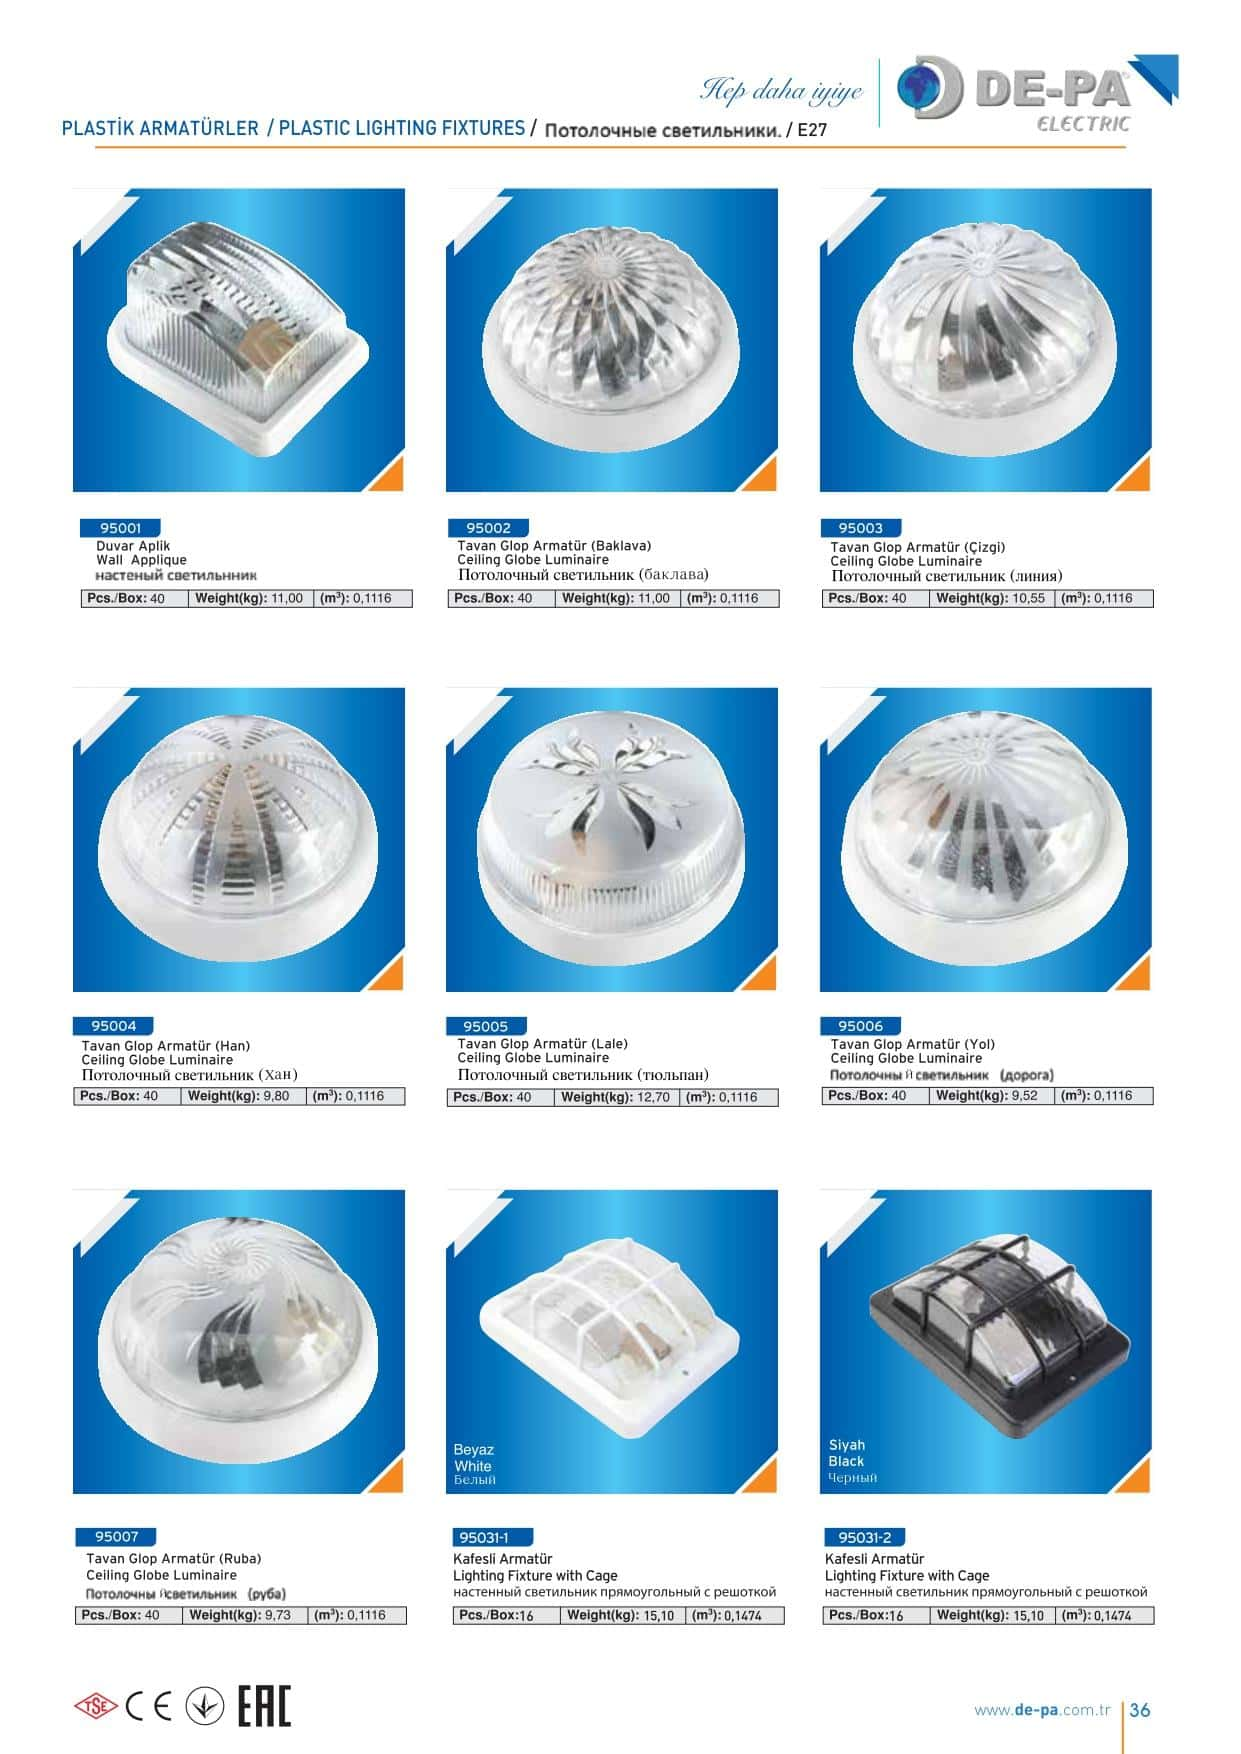 Hep daha iyiye
DE-PA
ELECTRIC
PLASTİK ARMATÜRLER / PLASTIC LIGHTING FIXTURES / Потолочные светильники. / E27
95001
Duvar Aplik
Wall Applique
настеный светильнник
Pcs./Box: 40 Weight(kg): 11,00 (m³): 0,1116
95002
Tavan Glop Armatür (Baklava)
Ceiling Globe Luminaire
Потолочный светильник (баклава)
Pcs./Box: 40 Weight(kg): 11,00 (m³): 0,1116
95003
Tavan Glop Armatür (Çizgi)
Ceiling Globe Luminaire
Потолочный светильник (линия)
Pcs./Box: 40 Weight(kg): 10,55 (m³): 0,1116
95004
Tavan Glop Armatür (Han)
Ceiling Globe Luminaire
Потолочный светильник (Хан)
Pcs./Box: 40 Weight(kg): 9,80 (m³): 0,1116
95005
Tavan Glop Armatür (Lale)
Ceiling Globe Luminaire
Потолочный светильник (тюльпан)
Pcs./Box: 40 Weight(kg): 12,70 (m³): 0,1116
95006
Tavan Glop Armatür (Yol)
Ceiling Globe Luminaire
Потолочный светильник (дорога)
Pcs./Box: 40 Weight(kg): 9,52 (m³): 0,1116
95007
Tavan Glop Armatür (Ruba)
Ceiling Globe Luminaire
Потолочный светильник (руба)
Pcs./Box: 40 Weight(kg): 9,73 (m³): 0,1116
Beyaz
White
Белый
95031-1
Kafesli Armatür
Lighting Fixture with Cage
настенный светильник прямоугольный с решоткой
Pcs./Box:16 Weight(kg): 15,10 (m³): 0,1474
Siyah
Black
Черный
95031-2
Kafesli Armatür
Lighting Fixture with Cage
настенный светильник прямоугольный с решоткой
Pcs./Box:16 Weight(kg): 15,10 (m³): 0,1474
TSE CE EAC
www.de-pa.com.tr 36